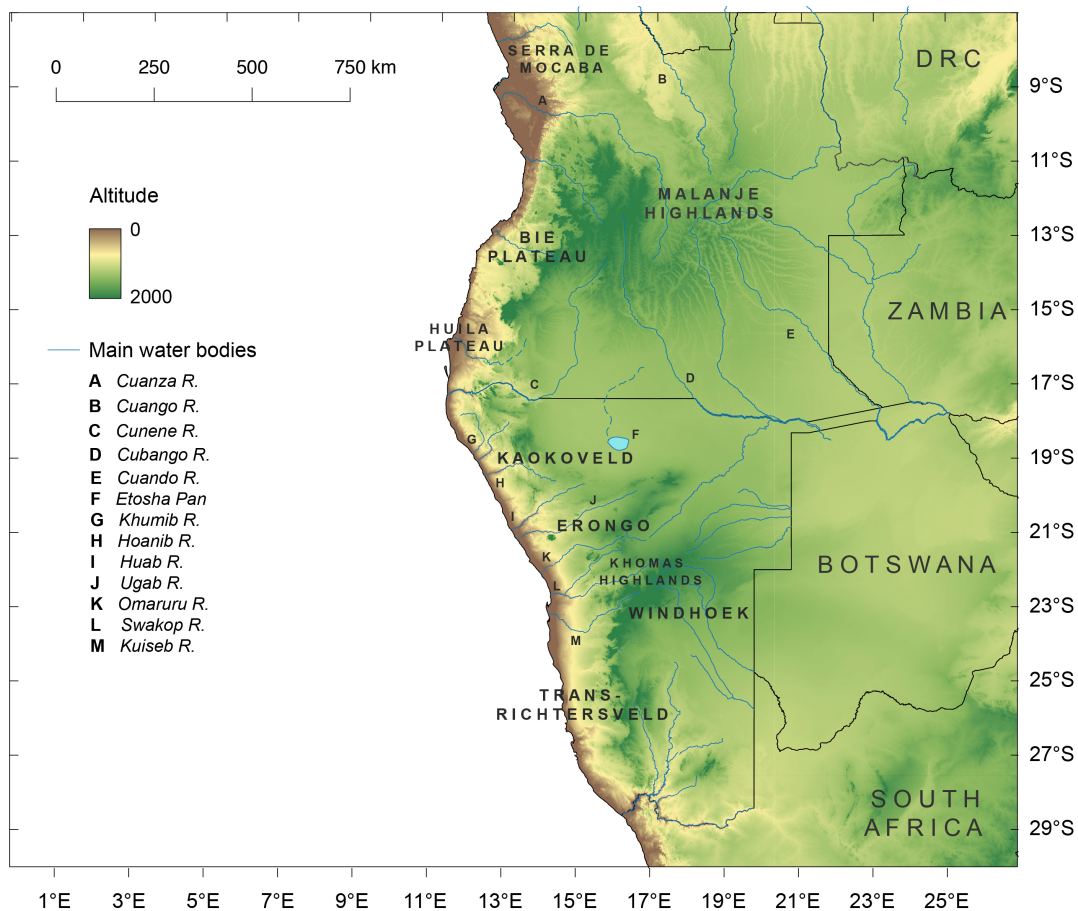 SERRA DE
MOCABA
DRC
0 250 500 750 km
B
A
9°S
11°S
Altitude
0
2000
MALANJE
HIGHLANDS
BIE
PLATEAU
13°S
ZAMBIA
15°S
HUILA
PLATEAU
E
Main water bodies
A Cuanza R.
B Cuango R.
C Cunene R.
D Cubango R.
E Cuando R.
F Etosha Pan
G Khumib R.
H Hoanib R.
I Huab R.
J Ugab R.
K Omaruru R.
L Swakop R.
M Kuiseb R.
C
D
17°S
F
G
KAOKOVELD
19°S
H
J
I
ERONGO
21°S
K
KHOMAS
HIGHLANDS
BOTSWANA
L
WINDHOEK
23°S
M
25°S
TRANS-
RICHTERSVELD
27°S
SOUTH
AFRICA
29°S
1°E 3°E 5°E 7°E 9°E 11°E 13°E 15°E 17°E 19°E 21°E 23°E 25°E